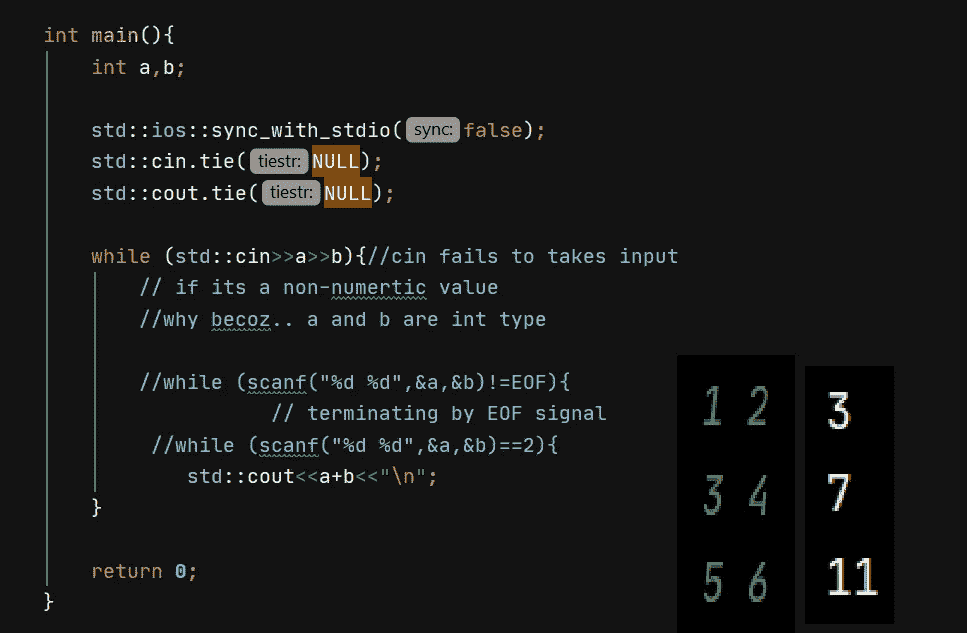 int main(){
int a,b;
std::ios::sync_with_stdio( sync: false);
std::cin.tie( tiestr: NULL);
std::cout.tie( tiestr: NULL);
while (std::cin>>a>>b){//cin fails to takes input
// if its a non-numertic value
//why becoz.. a and b are int type
//while (scanf("%d %d",&a,&b)!=EOF){
// terminating by EOF signal
//while (scanf("%d %d",&a,&b)==2){
std::cout<<a+b<<"\n";
}
return 0;
}
1 2
3 4
5 6
3
7
11